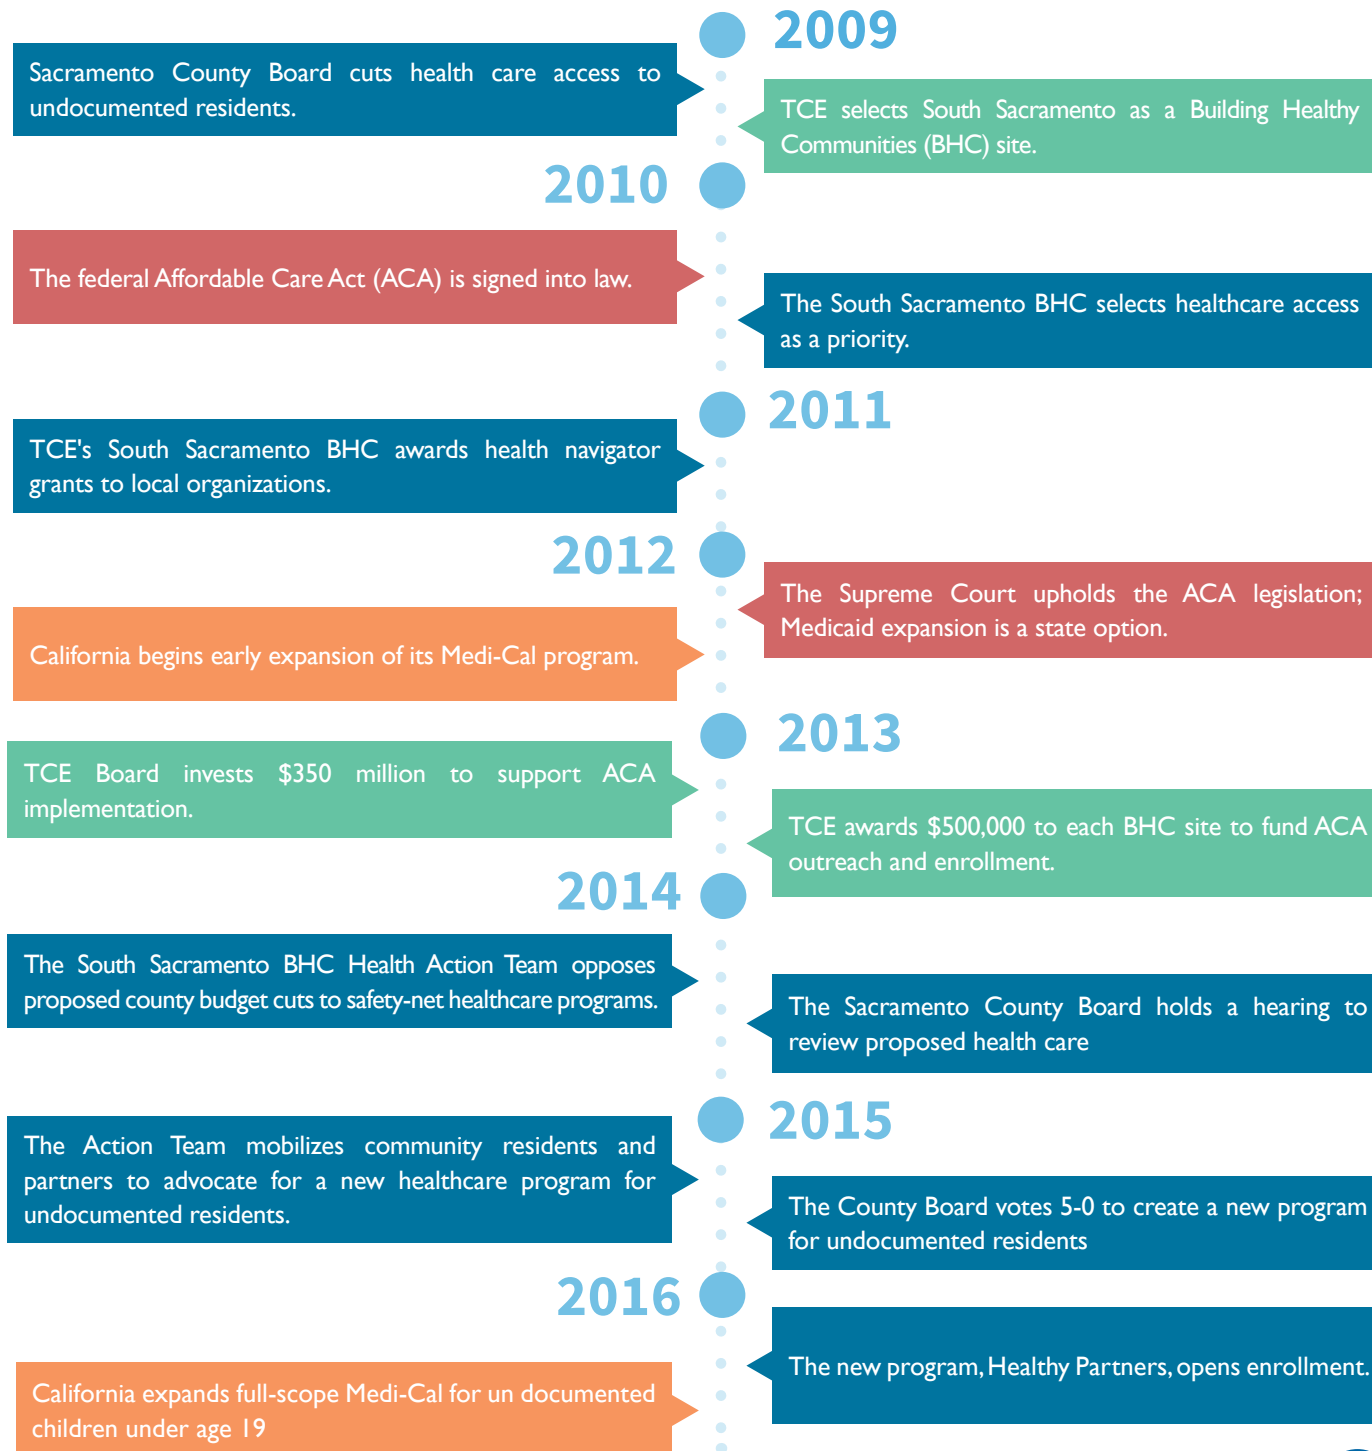 2009
Sacramento County Board cuts health care access to
undocumented residents.
TCE selects South Sacramento as a Building Healthy
Communities (BHC) site.
2010
The federal Affordable Care Act (ACA) is signed into law.
The South Sacramento BHC selects healthcare access
as a priority.
2011
TCE's South Sacramento BHC awards health navigator
grants to local organizations.
2012
The Supreme Court upholds the ACA legislation;
Medicaid expansion is a state option.
California begins early expansion of its Medi-Cal program.
2013
TCE Board invests $350 million to support ACA
implementation.
TCE awards $500,000 to each BHC site to fund ACA
outreach and enrollment.
2014
The South Sacramento BHC Health Action Team opposes
proposed county budget cuts to safety-net healthcare programs.
The Sacramento County Board holds a hearing to
review proposed health care
2015
The Action Team mobilizes community residents and
partners to advocate for a new healthcare program for
undocumented residents.
The County Board votes 5-0 to create a new program
for undocumented residents
2016
The new program, Healthy Partners, opens enrollment.
California expands full-scope Medi-Cal for un documented
children under age 19